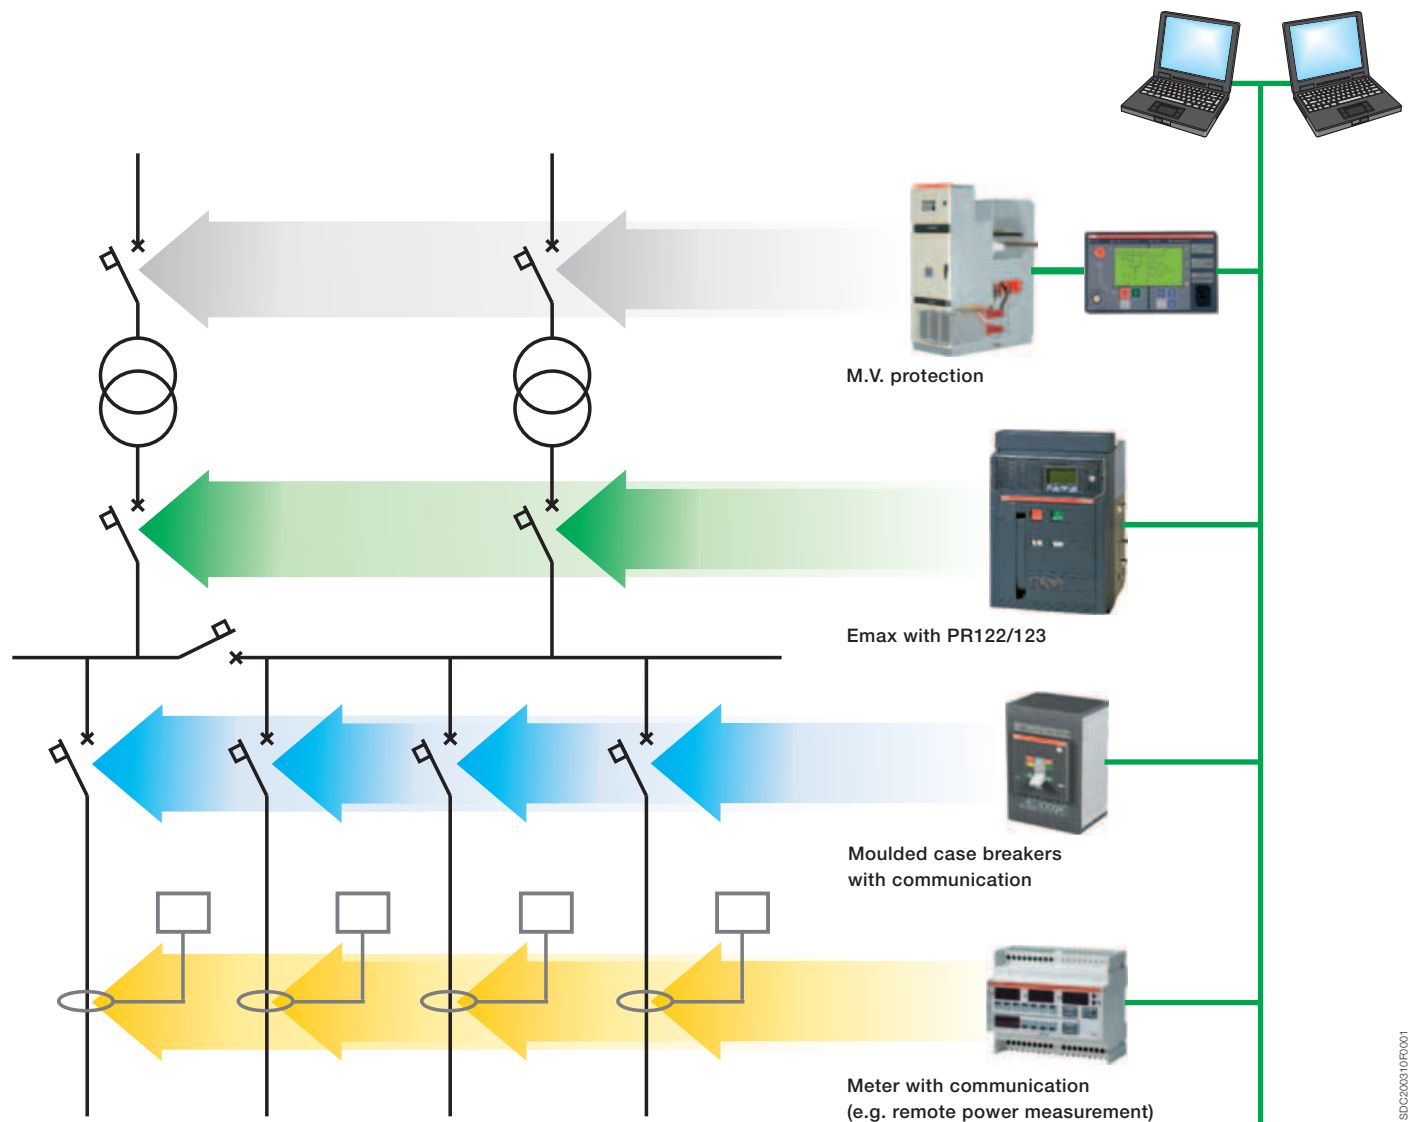 M.V. protection
Emax with PR122/123
Moulded case breakers
with communication
Meter with communication
(e.g. remote power measurement)
SDC200310F0001